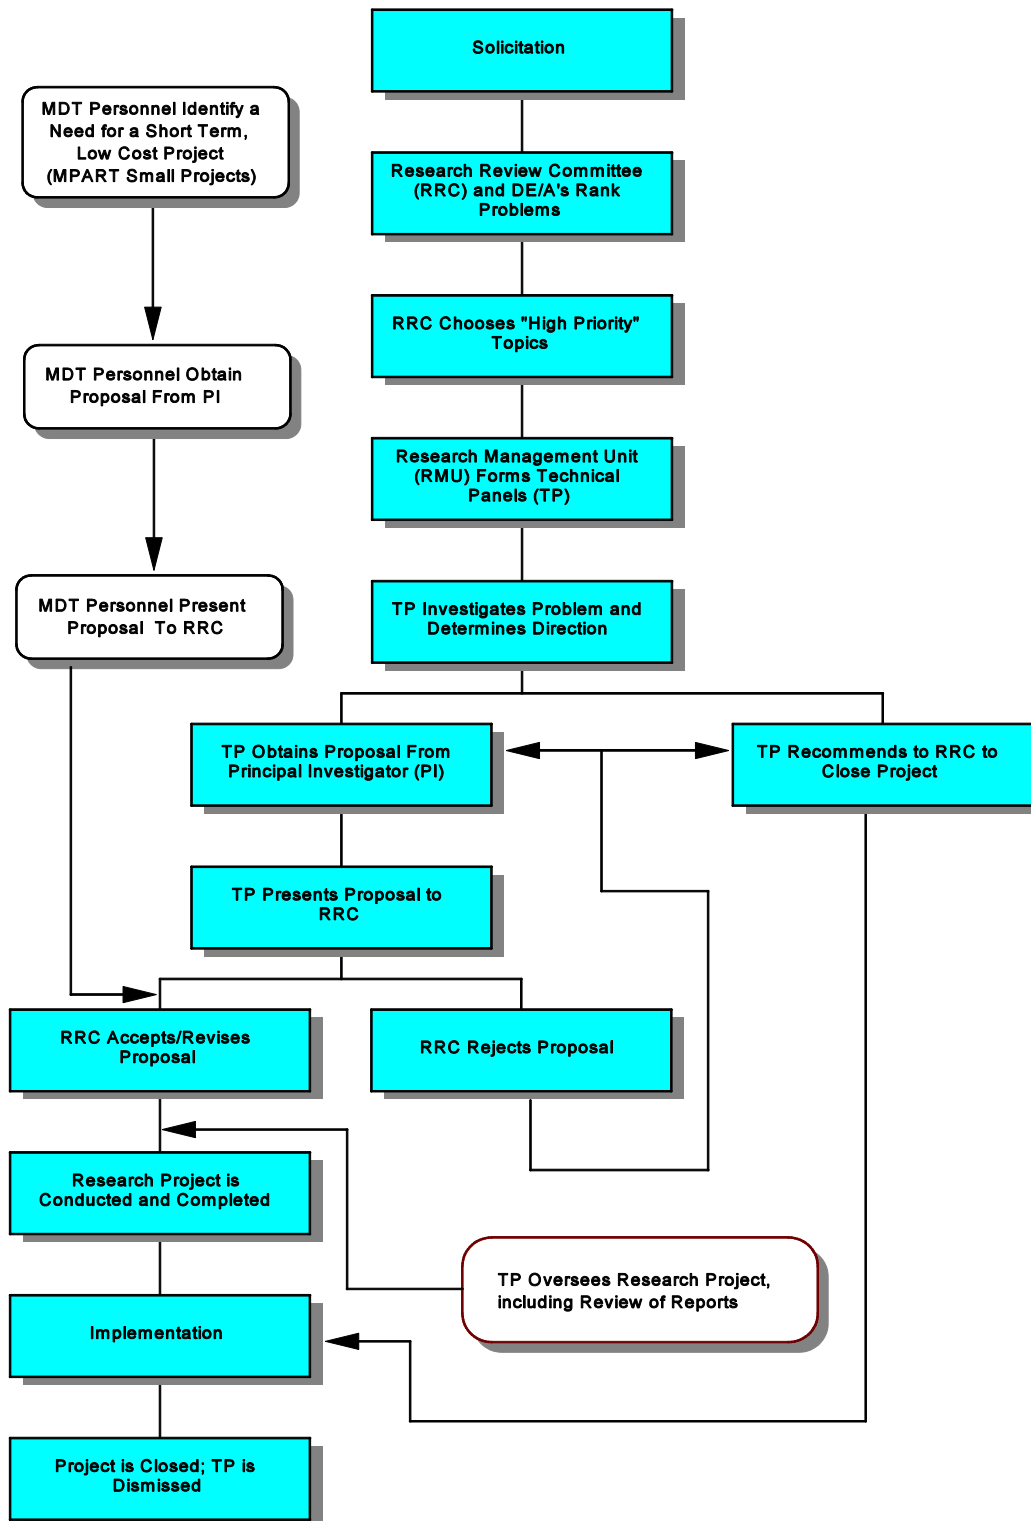 Solicitation
MDT Personnel Identify a
Need for a Short Term,
Low Cost Project
(MPART Small Projects)
Research Review Committee
(RRC) and DE/A's Rank
Problems
RRC Chooses "High Priority"
Topics
MDT Personnel Obtain
Proposal From PI
Research Management Unit
(RMU) Forms Technical
Panels (TP)
MDT Personnel Present
Proposal To RRC
TP Investigates Problem and
Determines Direction
TP Obtains Proposal From
Principal Investigator (PI)
TP Recommends to RRC to
Close Project
TP Presents Proposal to
RRC
RRC Accepts/Revises
Proposal
RRC Rejects Proposal
Research Project is
Conducted and Completed
TP Oversees Research Project,
including Review of Reports
Implementation
Project is Closed; TP is
Dismissed